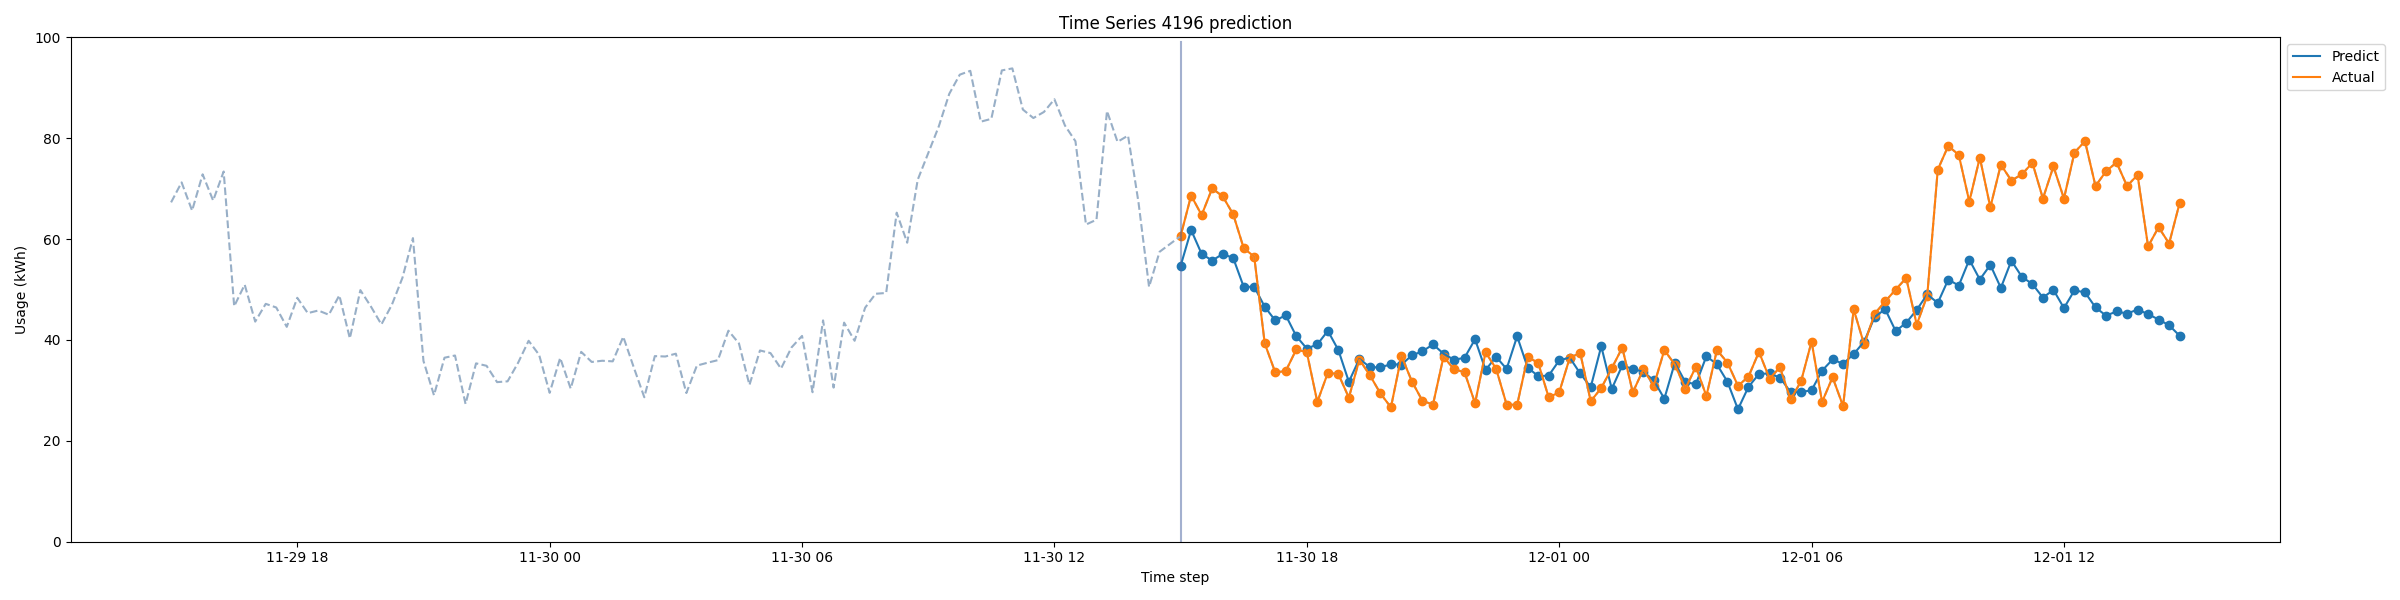 Time Series 4196 prediction
100
80
60
40
20
0
Usage (kWh)
11-29 18
11-30 00
11-30 06
11-30 12
11-30 18
12-01 00
12-01 06
12-01 12
Time step
Predict
Actual